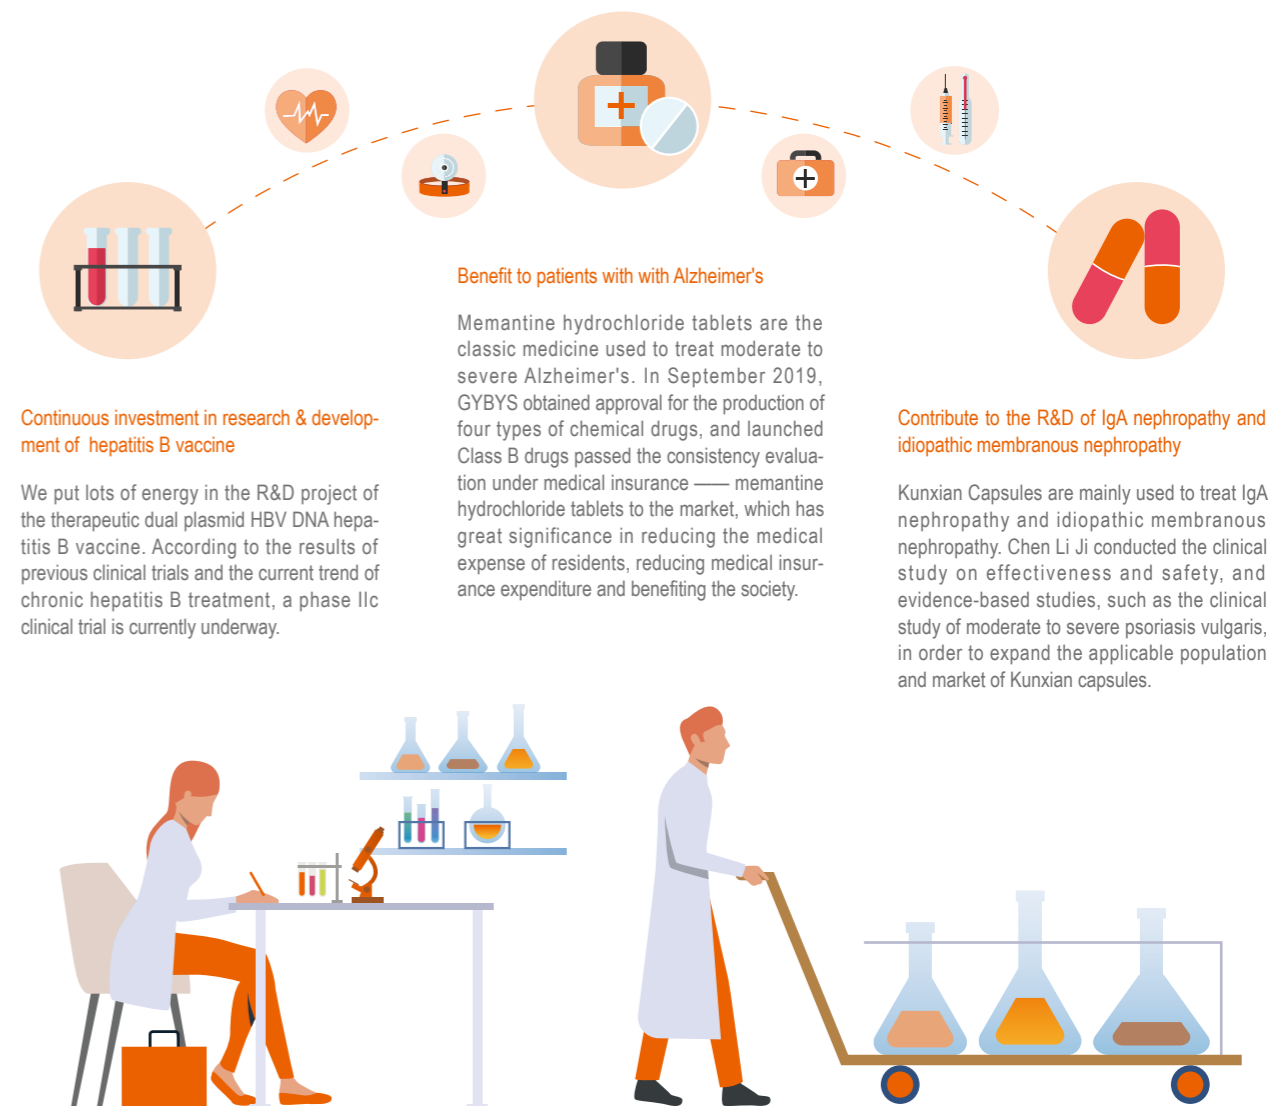 Continuous investment in research & develop-
ment of hepatitis B vaccine
We put lots of energy in the R&D project of
the therapeutic dual plasmid HBV DNA hepa-
titis B vaccine. According to the results of
previous clinical trials and the current trend of
chronic hepatitis B treatment, a phase IIc
clinical trial is currently underway.
Benefit to patients with with Alzheimer's
Memantine hydrochloride tablets are the
classic medicine used to treat moderate to
severe Alzheimer's. In September 2019,
GYBYS obtained approval for the production of
four types of chemical drugs, and launched
Class B drugs passed the consistency evalua-
tion under medical insurance —— memantine
hydrochloride tablets to the market, which has
great significance in reducing the medical
expense of residents, reducing medical insur-
ance expenditure and benefiting the society.
Contribute to the R&D of IgA nephropathy and
idiopathic membranous nephropathy
Kunxian Capsules are mainly used to treat IgA
nephropathy and idiopathic membranous
nephropathy. Chen Li Ji conducted the clinical
study on effectiveness and safety, and
evidence-based studies, such as the clinical
study of moderate to severe psoriasis vulgaris,
in order to expand the applicable population
and market of Kunxian capsules.